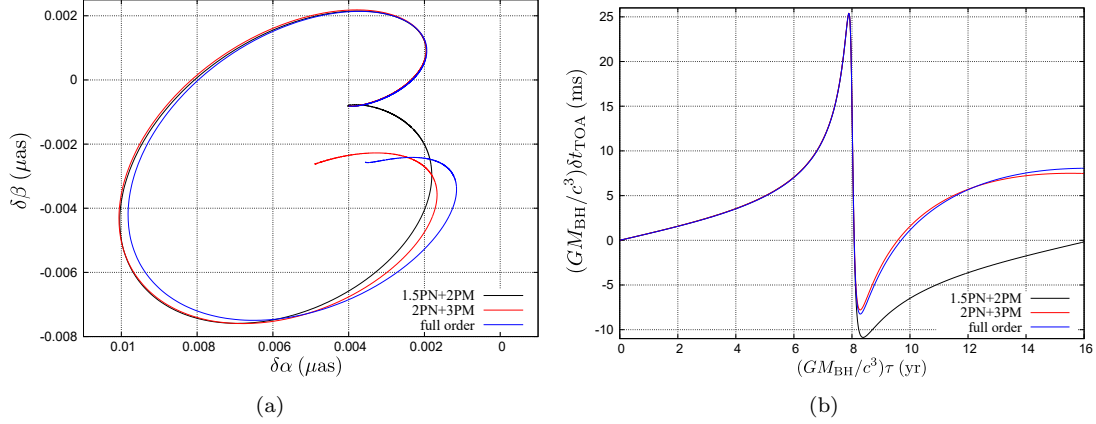 0.002
0
-0.002
-0.004
-0.006
-0.008
δβ (μas)
1.5PN+2PM
2PN+3PM
full order
0.01 0.008 0.006 0.004 0.002 0
δα (μas)
(a)
25
20
15
10
5
0
-5
-10
(GM_BH/c³)δt_TOA (ms)
1.5PN+2PM
2PN+3PM
full order
0 2 4 6 8 10 12 14 16
(GM_BH/c³)τ (yr)
(b)